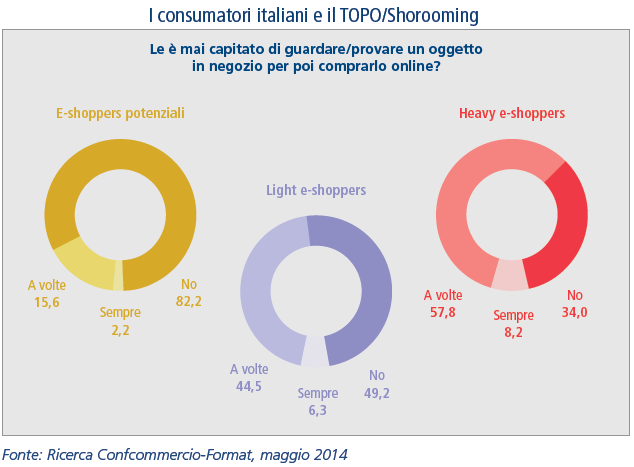 I consumatori italiani e il TOPO/Shorooming
Le è mai capitato di guardare/provare un oggetto
in negozio per poi comprarlo online?
E-shoppers potenziali
A volte
15,6
Sempre
2,2
No
82,2
Light e-shoppers
A volte
44,5
Sempre
6,3
No
49,2
Heavy e-shoppers
A volte
57,8
Sempre
8,2
No
34,0
Fonte: Ricerca Confcommercio-Format, maggio 2014